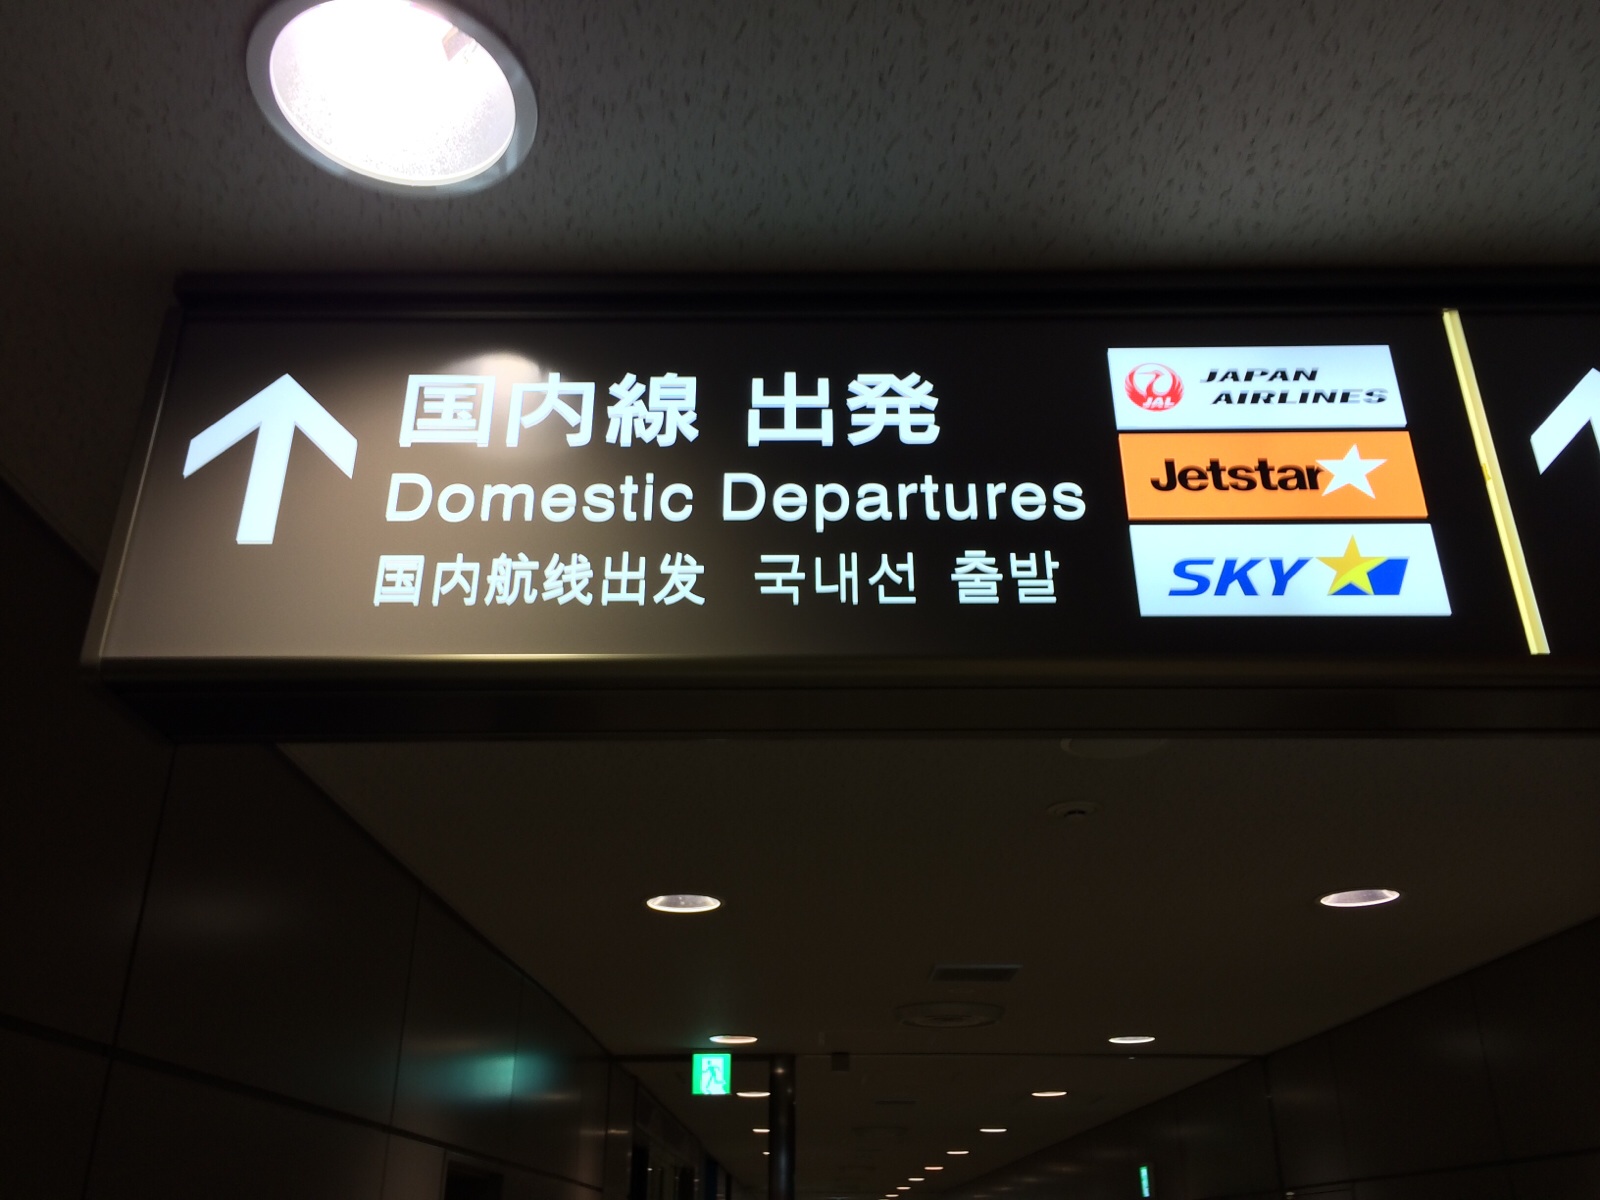 国内線 出発
Domestic Departures
国内航线出发 국내선 출발
JAL
JAPAN
AIRLINES
Jetstar
SKY